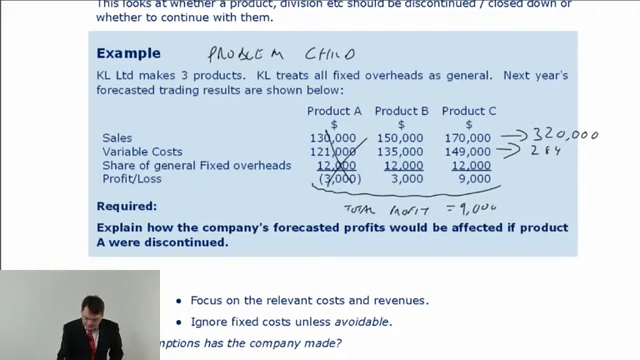 This looks at whether a product, division etc should be discontinued / closed down or
whether to continue with them.
Example PROBLEM CHILD
KL Ltd makes 3 products. KL treats all fixed overheads as general. Next year's
forecasted trading results are shown below:
Product A Product B Product C
$ $ $
Sales 130,000 150,000 170,000 → 320,000
Variable Costs 121,000 135,000 149,000 → 284
Share of general Fixed overheads 12,000 12,000 12,000
Profit/Loss (3,000) 3,000 9,000
TOTAL PROFIT = 9,000
Required:
Explain how the company's forecasted profits would be affected if product
A were discontinued.
• Focus on the relevant costs and revenues.
• Ignore fixed costs unless avoidable.
has the company made?